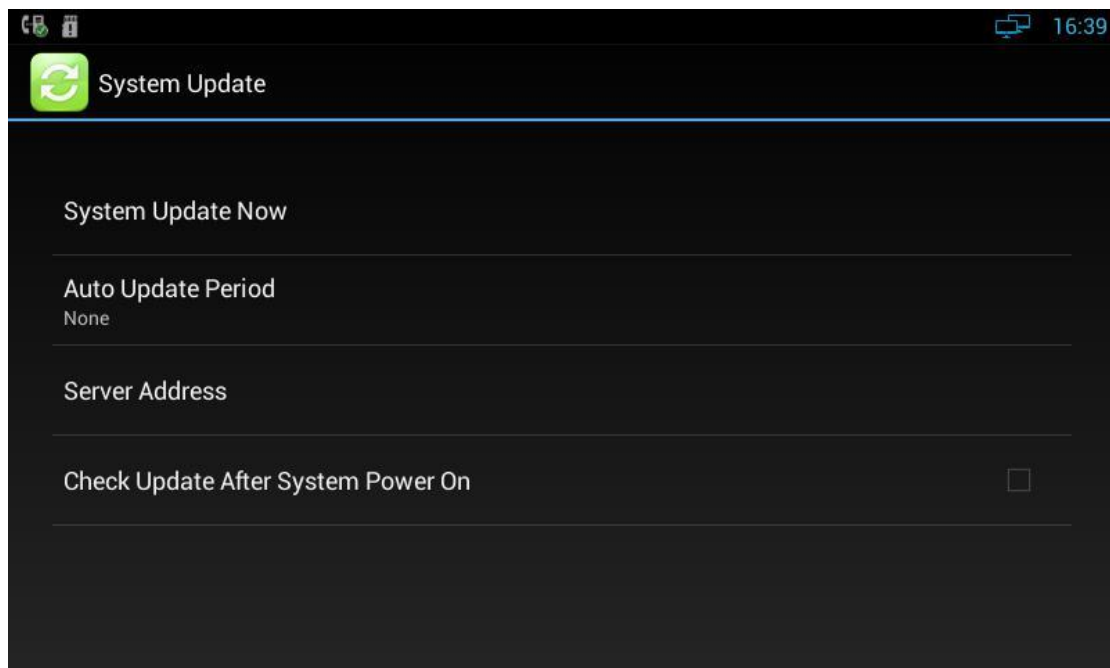 16:39
System Update
System Update Now
Auto Update Period
None
Server Address
Check Update After System Power On